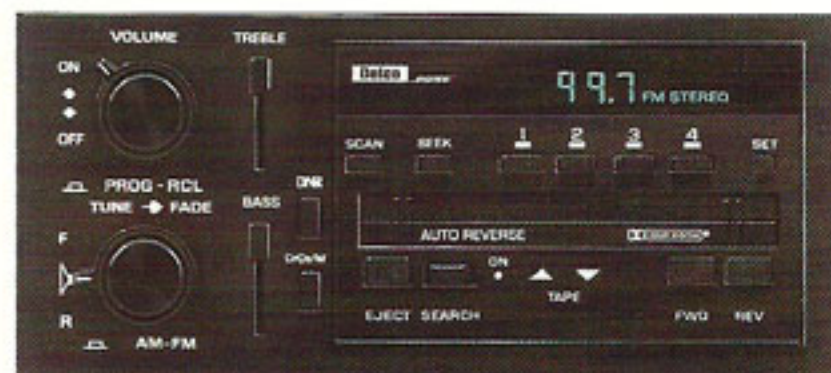 VOLUME TREBLE
ON
OFF
Delco
99.7 FM STEREO
SCAN SEEK 1 2 3 4 SET
PROG - RCL
TUNE FADE
BASS DNR
AUTO REVERSE
F
CrO₂/M
ON
TAPE
EJECT SEARCH FWD REV
R
AM-FM